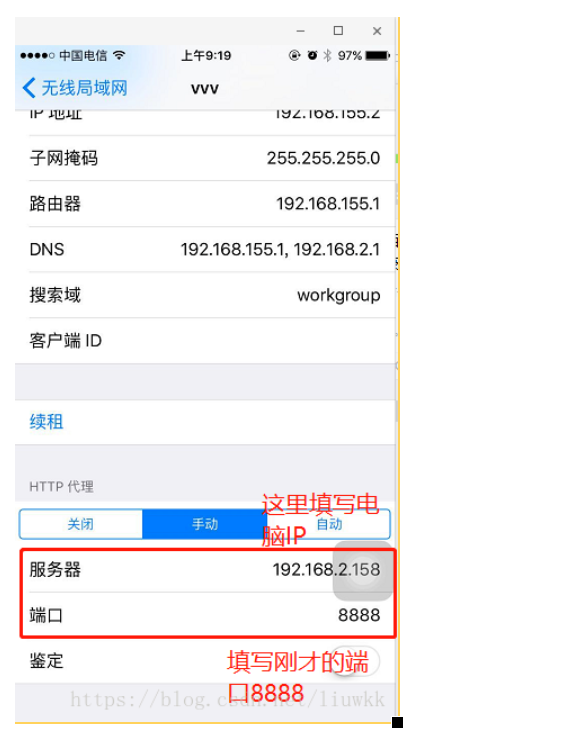 中国电信 上午9:19 97%
无线局域网 vvv
IP 地址 192.168.155.2
子网掩码 255.255.255.0
路由器 192.168.155.1
DNS 192.168.155.1, 192.168.2.1
搜索域 workgroup
客户端 ID
续租
HTTP 代理
这里填写电
脑IP
关闭 手动 自动
服务器 192.168.2.158
端口 8888
鉴定
填写刚才的端
口8888
https://blog.csdn.net/liuwkk